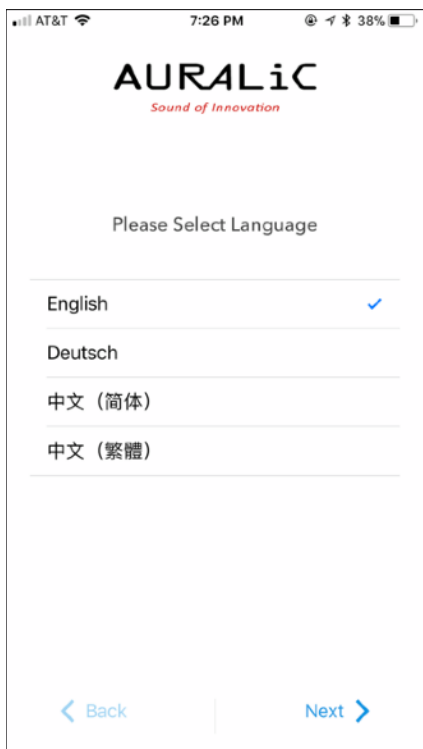 AT&T 7:26 PM 38%
AURALiC
Sound of Innovation
Please Select Language
English
Deutsch
中文（简体）
中文（繁體）
Back Next